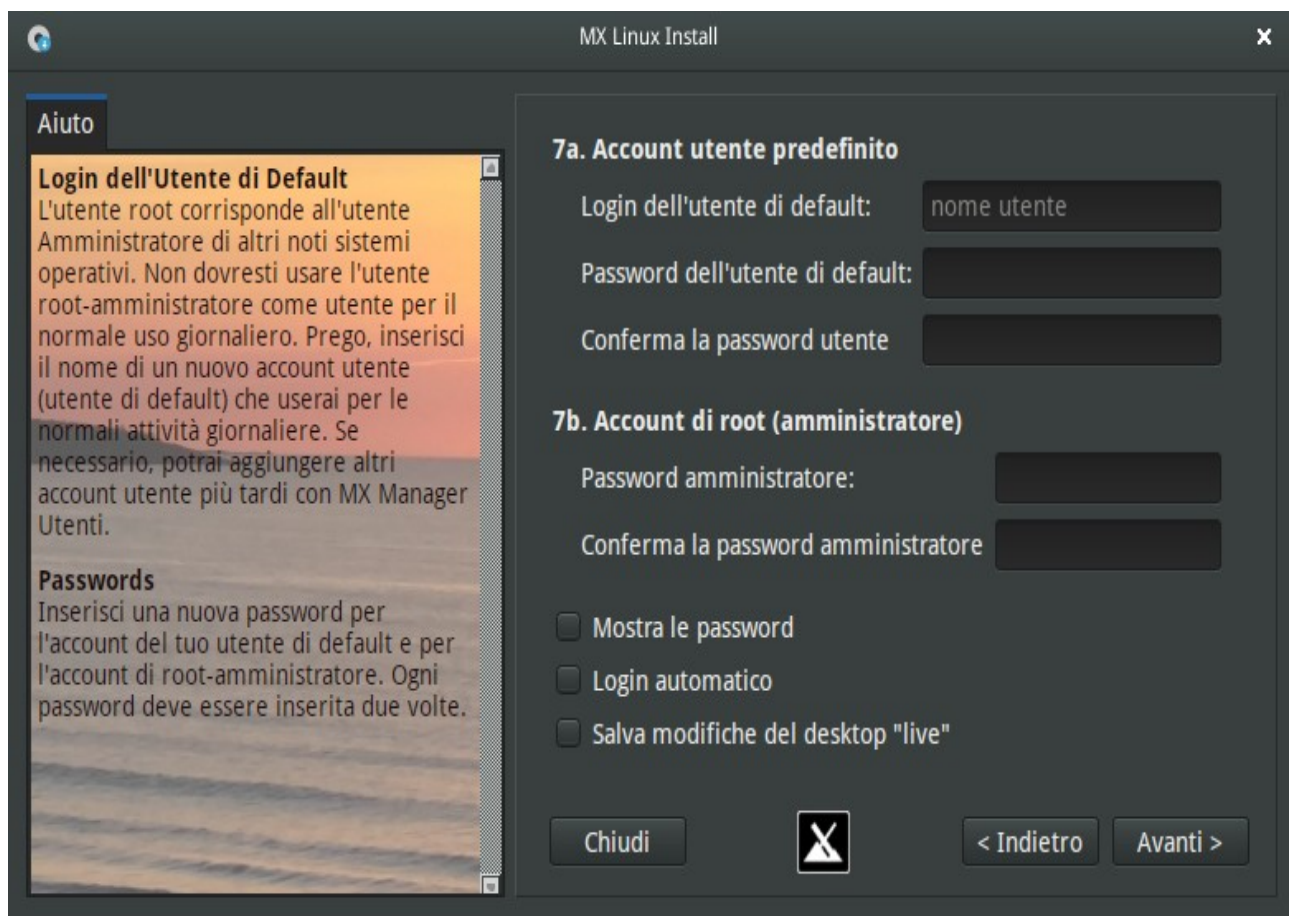 MX Linux Install
Aiuto
Login dell'Utente di Default
L'utente root corrisponde all'utente
Amministratore di altri noti sistemi
operativi. Non dovresti usare l'utente
root-amministratore come utente per il
normale uso giornaliero. Prego, inserisci
il nome di un nuovo account utente
(utente di default) che userai per le
normali attività giornaliere. Se
necessario, potrai aggiungere altri
account utente più tardi con MX Manager
Utenti.
Passwords
Inserisci una nuova password per
l'account del tuo utente di default e per
l'account di root-amministratore. Ogni
password deve essere inserita due volte.
7a. Account utente predefinito
Login dell'utente di default:
nome utente
Password dell'utente di default:
Conferma la password utente
7b. Account di root (amministratore)
Password amministratore:
Conferma la password amministratore
Mostra le password
Login automatico
Salva modifiche del desktop "live"
Chiudi
< Indietro
Avanti >